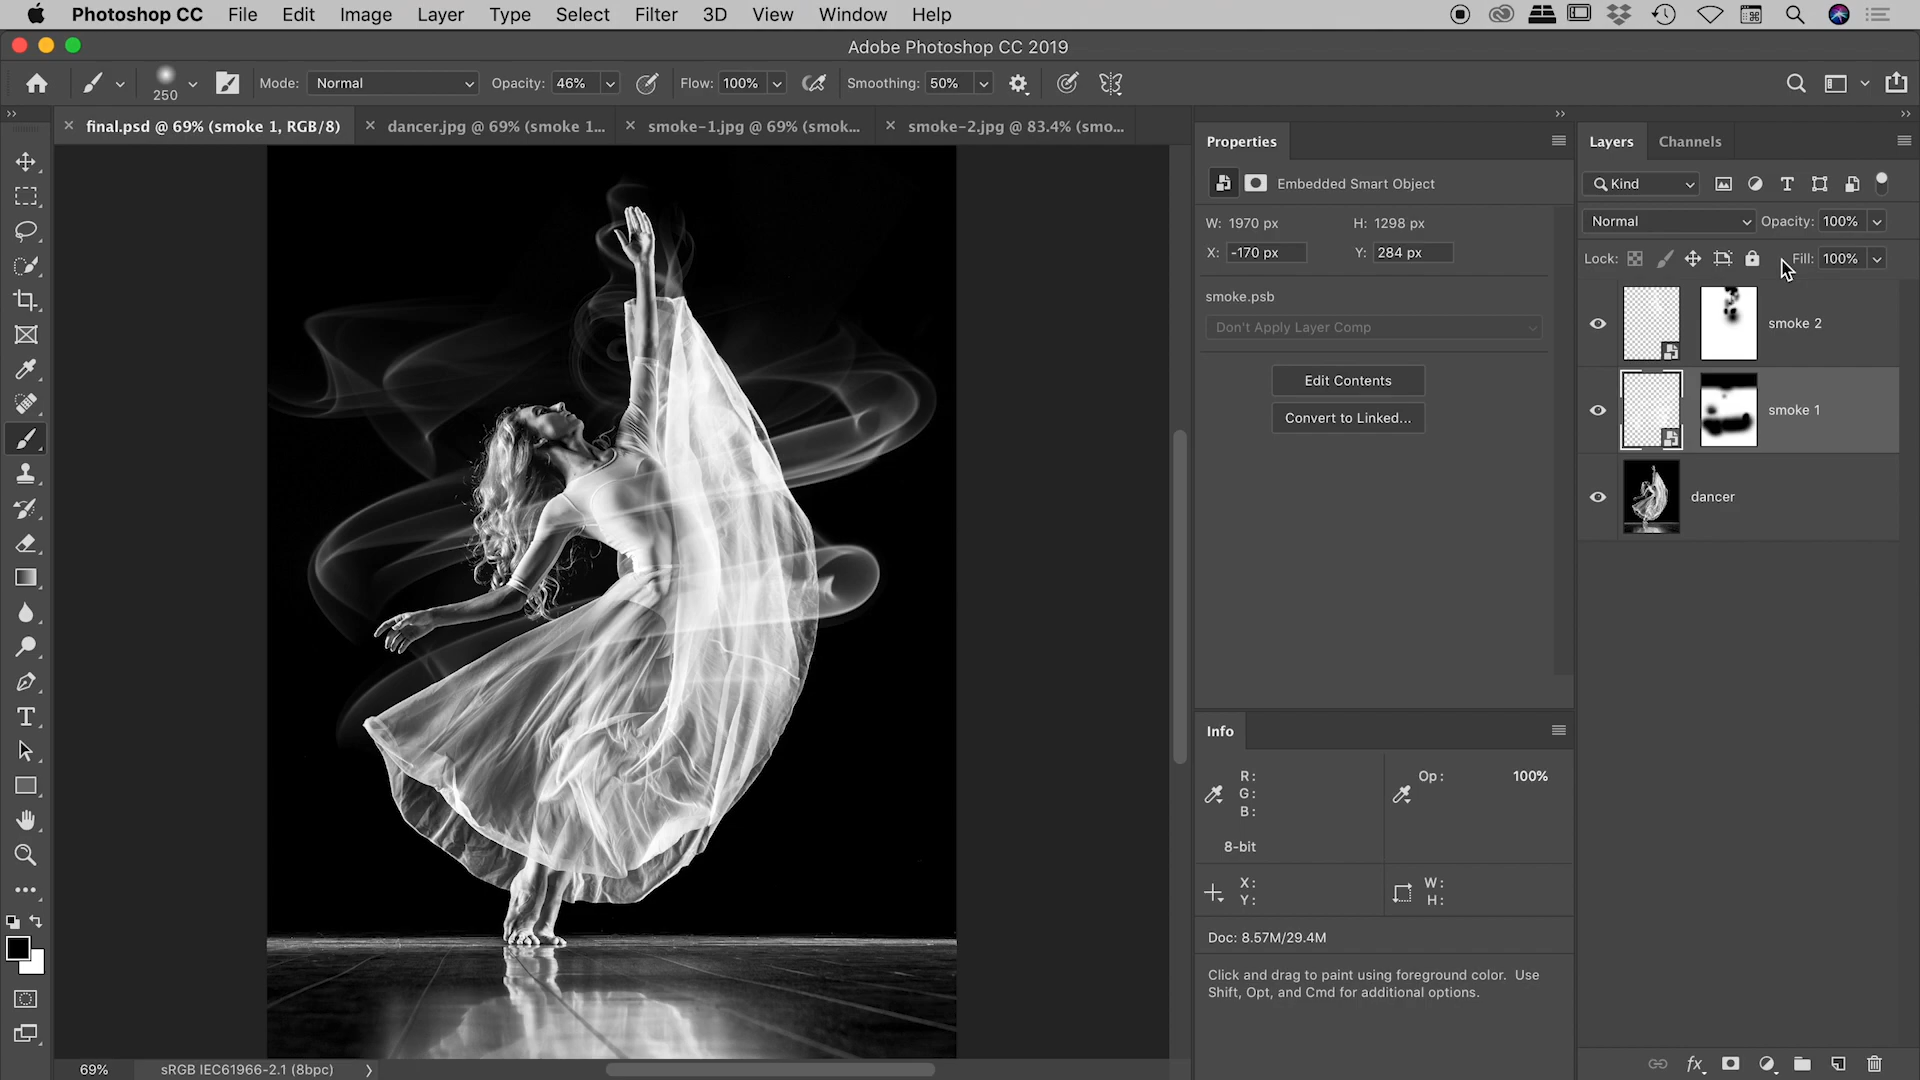 Photoshop CC File Edit Image Layer Type Select Filter 3D View Window Help
Adobe Photoshop CC 2019
250 Mode: Normal Opacity: 46% Flow: 100% Smoothing: 50%
× final.psd @ 69% (smoke 1, RGB/8) × dancer.jpg @ 69% (smoke 1... × smoke-1.jpg @ 69% (smok... × smoke-2.jpg @ 83.4% (smo...
Properties
Embedded Smart Object
W: 1970 px H: 1298 px
X: -170 px Y: 284 px
smoke.psb
Don't Apply Layer Comp
Edit Contents
Convert to Linked...
Info
R:
G:
B:
Op: 100%
8-bit
X:
Y:
W:
H:
Doc: 8.57M/29.4M
Click and drag to paint using foreground color. Use
Shift, Opt, and Cmd for additional options.
Layers Channels
Kind
Normal Opacity: 100%
Lock: Fill: 100%
smoke 2
smoke 1
dancer
fx
69% sRGB IEC61966-2.1 (8bpc)